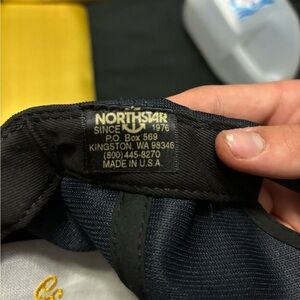 NORTHSTAR
SINCE 1976
P.O. Box 569
KINGSTON, WA 98346
(800) 445-8270
MADE IN U.S.A.